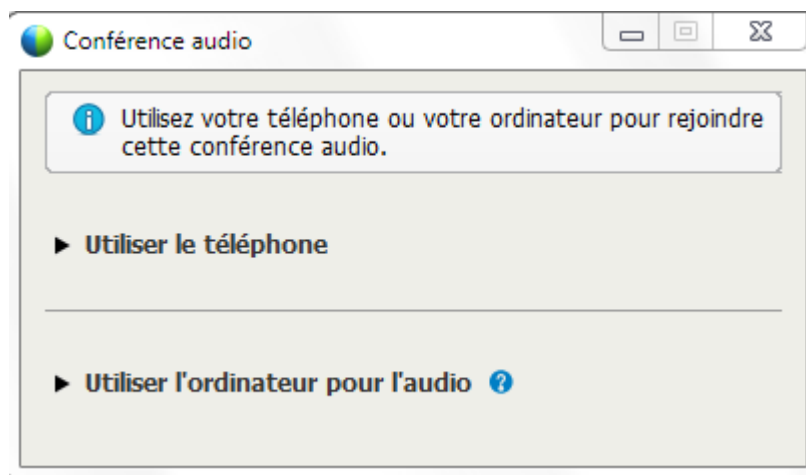 Conférence audio
Utilisez votre téléphone ou votre ordinateur pour rejoindre
cette conférence audio.
Utiliser le téléphone
Utiliser l'ordinateur pour l'audio